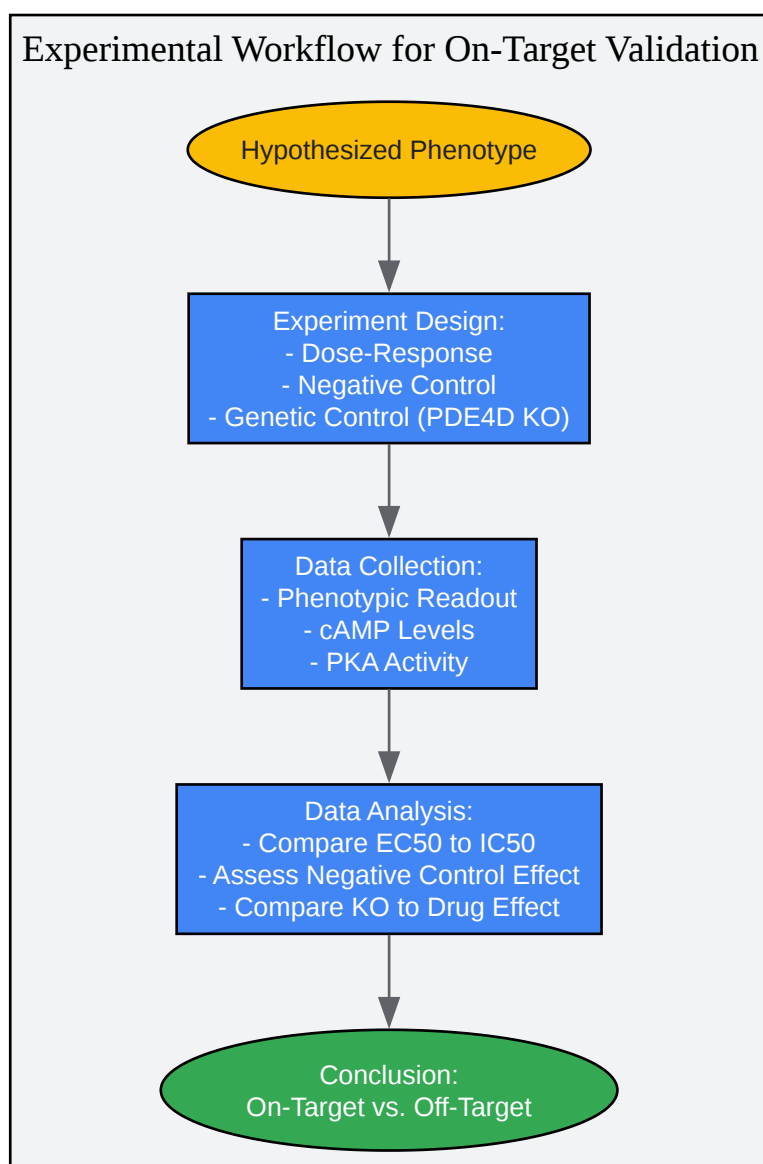 Experimental Workflow for On-Target Validation
Hypothesized Phenotype
Experiment Design:
- Dose-Response
- Negative Control
- Genetic Control (PDE4D KO)
Data Collection:
- Phenotypic Readout
- cAMP Levels
- PKA Activity
Data Analysis:
- Compare EC50 to IC50
- Assess Negative Control Effect
- Compare KO to Drug Effect
Conclusion:
On-Target vs. Off-Target